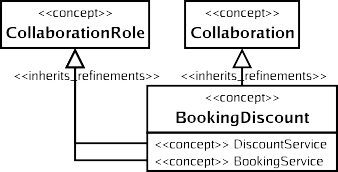 <<concept>>
CollaborationRole
<<concept>>
Collaboration
<<inherits_refinements>>
<<inherits_refinements>>
<<concept>>
BookingDiscount
<<concept>> DiscountService
<<concept>> BookingService